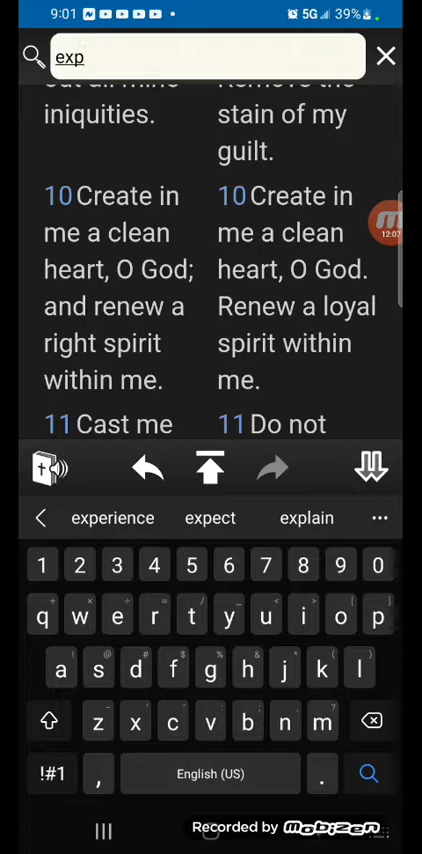 9:01 5G 39%
exp
out all mine
iniquities.
10 Create in
me a clean
heart, O God;
and renew a
right spirit
within me.
11 Cast me
Remove the
stain of my
guilt.
10 Create in
me a clean
heart, O God.
Renew a loyal
spirit within
me.
11 Do not
12:07
experience expect explain ...
1 2 3 4 5 6 7 8 9 0
q w e r t y u i o p
a s d f g h j k l
z x c v b n m
!#1 , English (US) .
Recorded by mobizen